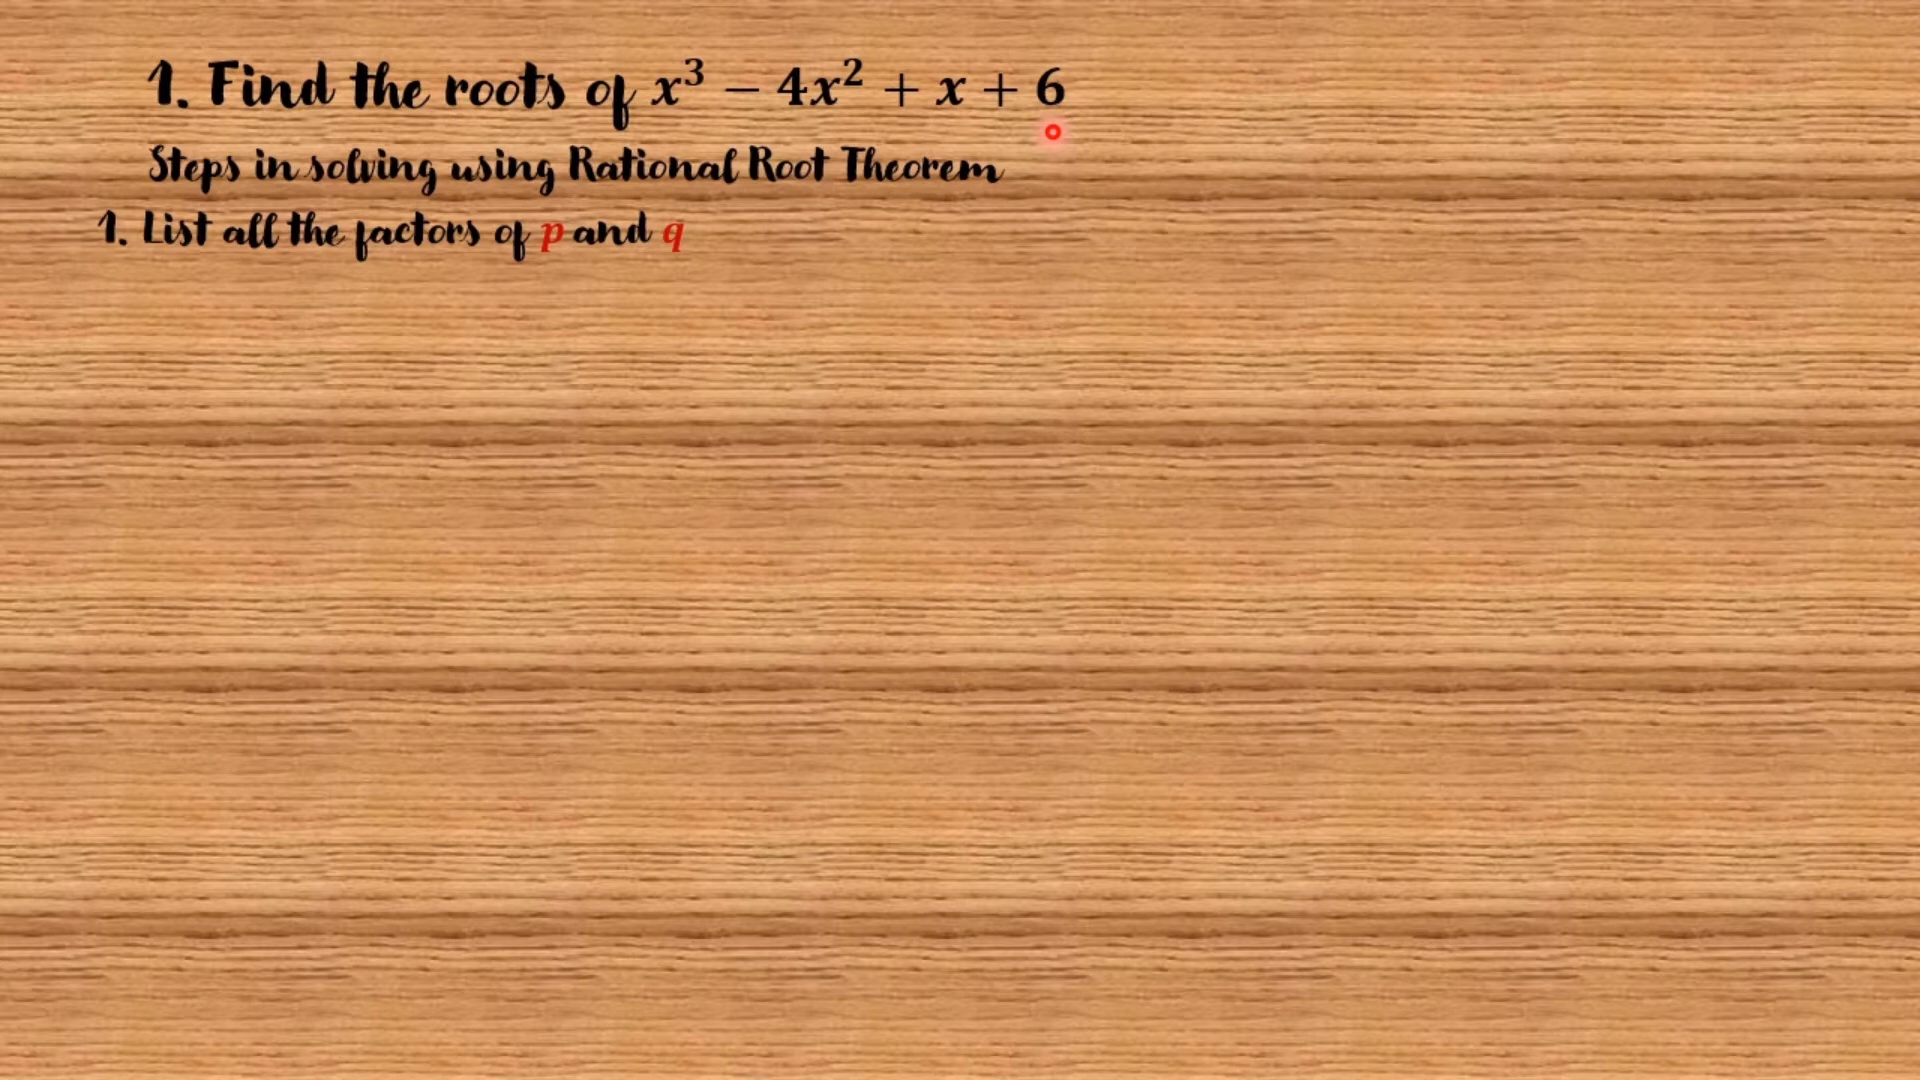 1. Find the roots of x³ − 4x² + x + 6
Steps in solving using Rational Root Theorem
1. List all the factors of p and q